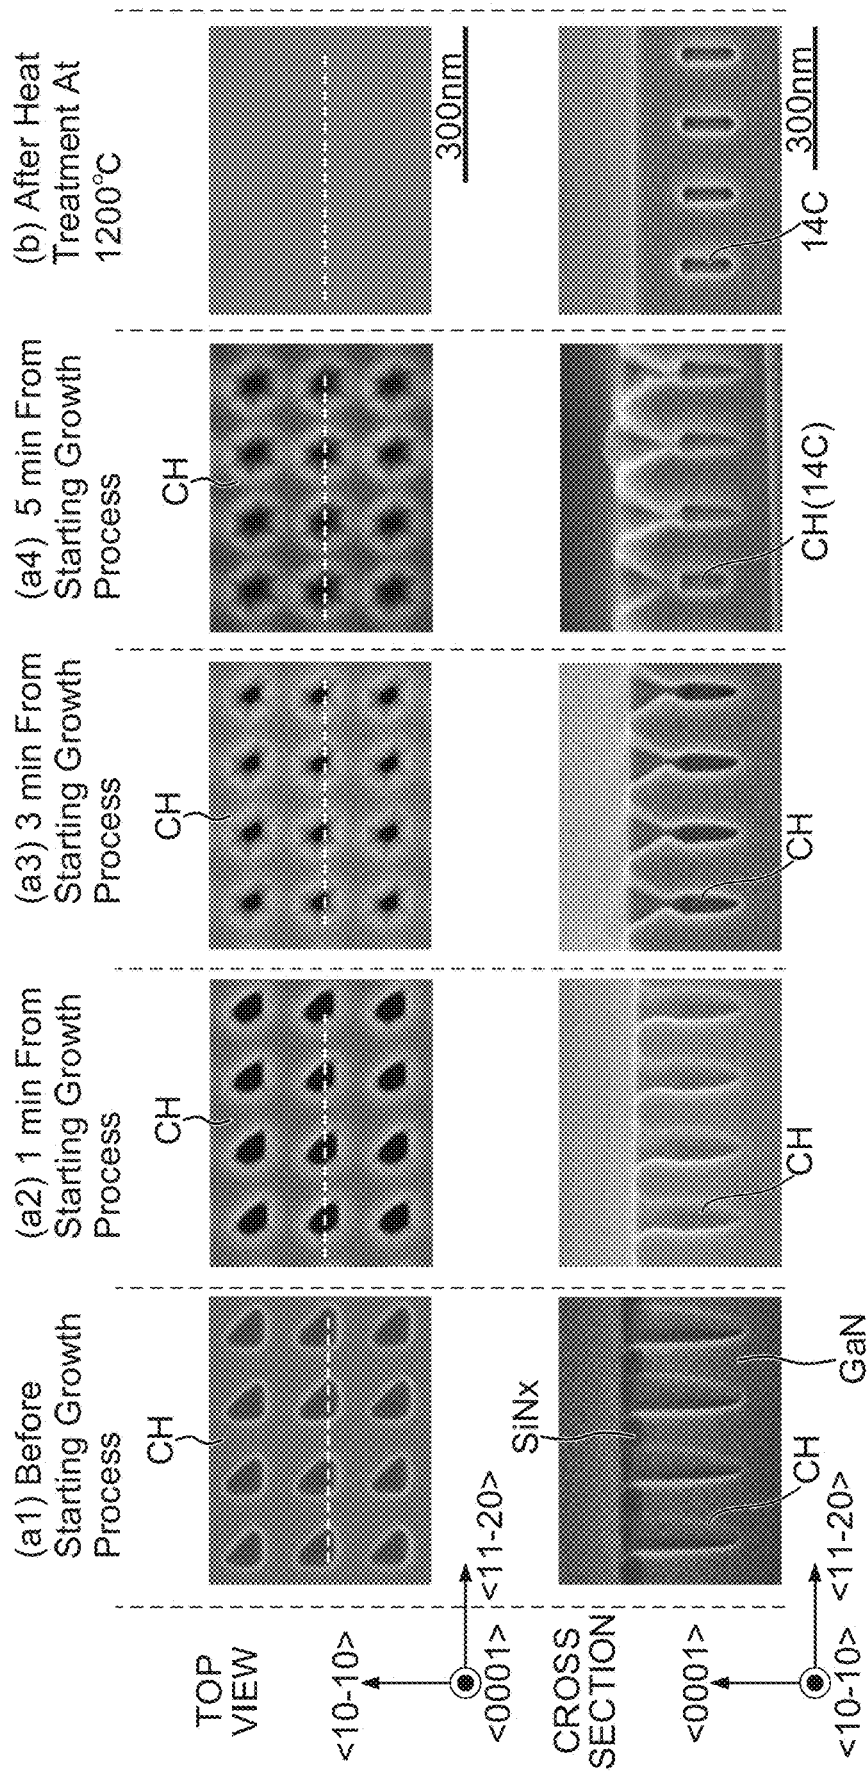 (a1) Before
Starting Growth
Process
(a2) 1 min From
Starting Growth
Process
(a3) 3 min From
Starting Growth
Process
(a4) 5 min From
Starting Growth
Process
(b) After Heat
Treatment At
1200°C
TOP
VIEW
<10-10>
<11-20>
<0001>
CH
CH
CH
CH
300nm
CROSS
SECTION
<0001>
<11-20>
<10-10>
SiNx
CH
GaN
CH
CH
CH(14C)
14C
300nm